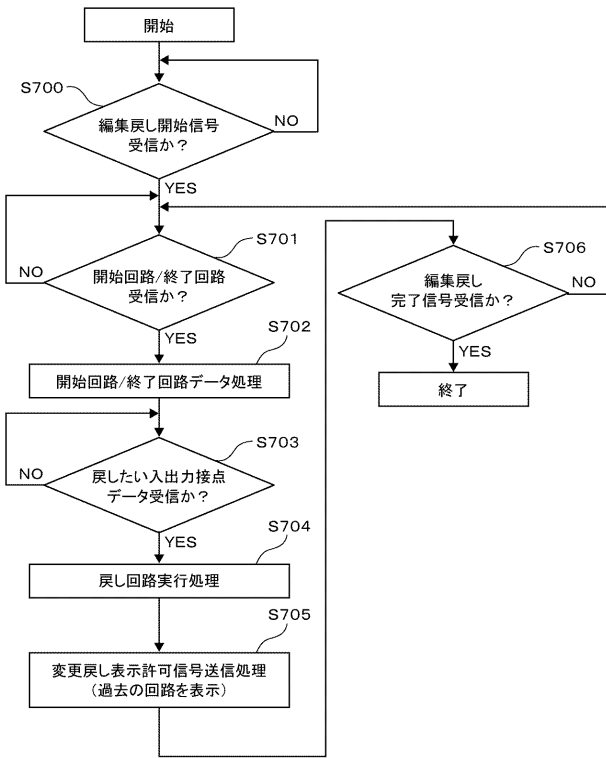 開始
S700
編集戻し開始信号
受信か？
NO
YES
S701
開始回路/終了回路
受信か？
NO
YES
S702
開始回路/終了回路データ処理
S703
戻したい入出力接点
データ受信か？
NO
YES
S704
戻し回路実行処理
S705
変更戻し表示許可信号送信処理
（過去の回路を表示）
S706
編集戻し
完了信号受信か？
NO
YES
終了